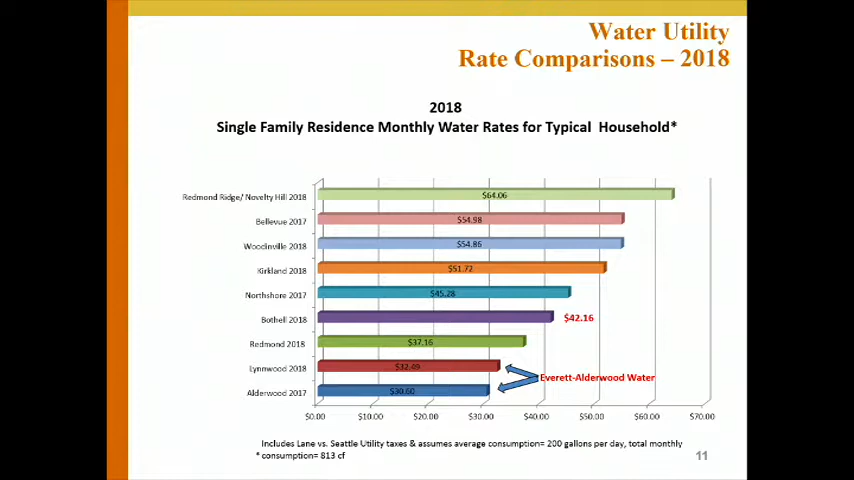 Water Utility
Rate Comparisons – 2018
2018
Single Family Residence Monthly Water Rates for Typical Household*
Redmond Ridge/ Novelty Hill 2018
$64.06
Bellevue 2017
$54.98
Woodinville 2018
$54.86
Kirkland 2018
$51.72
Northshore 2017
$45.28
Bothell 2018
$42.16
Redmond 2018
$37.16
Lynnwood 2018
$32.49
Everett-Alderwood Water
Alderwood 2017
$30.60
$0.00 $10.00 $20.00 $30.00 $40.00 $50.00 $60.00 $70.00
Includes Lane vs. Seattle Utility taxes & assumes average consumption= 200 gallons per day, total monthly
* consumption= 813 cf
11